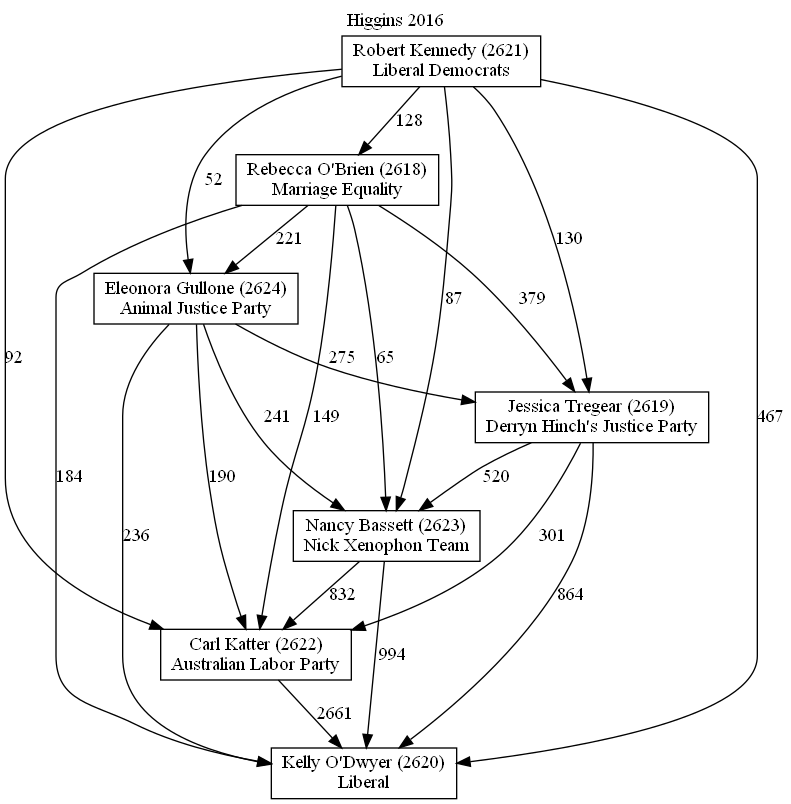 Higgins 2016
Robert Kennedy (2621)
Liberal Democrats
128
Rebecca O'Brien (2618)
Marriage Equality
52
221
130
Eleonora Gullone (2624)
Animal Justice Party
87
379
92
275
65
Jessica Tregear (2619)
Derryn Hinch's Justice Party
241
149
467
184
190
520
Nancy Bassett (2623)
Nick Xenophon Team
236
301
832
864
Carl Katter (2622)
Australian Labor Party
994
2661
Kelly O'Dwyer (2620)
Liberal